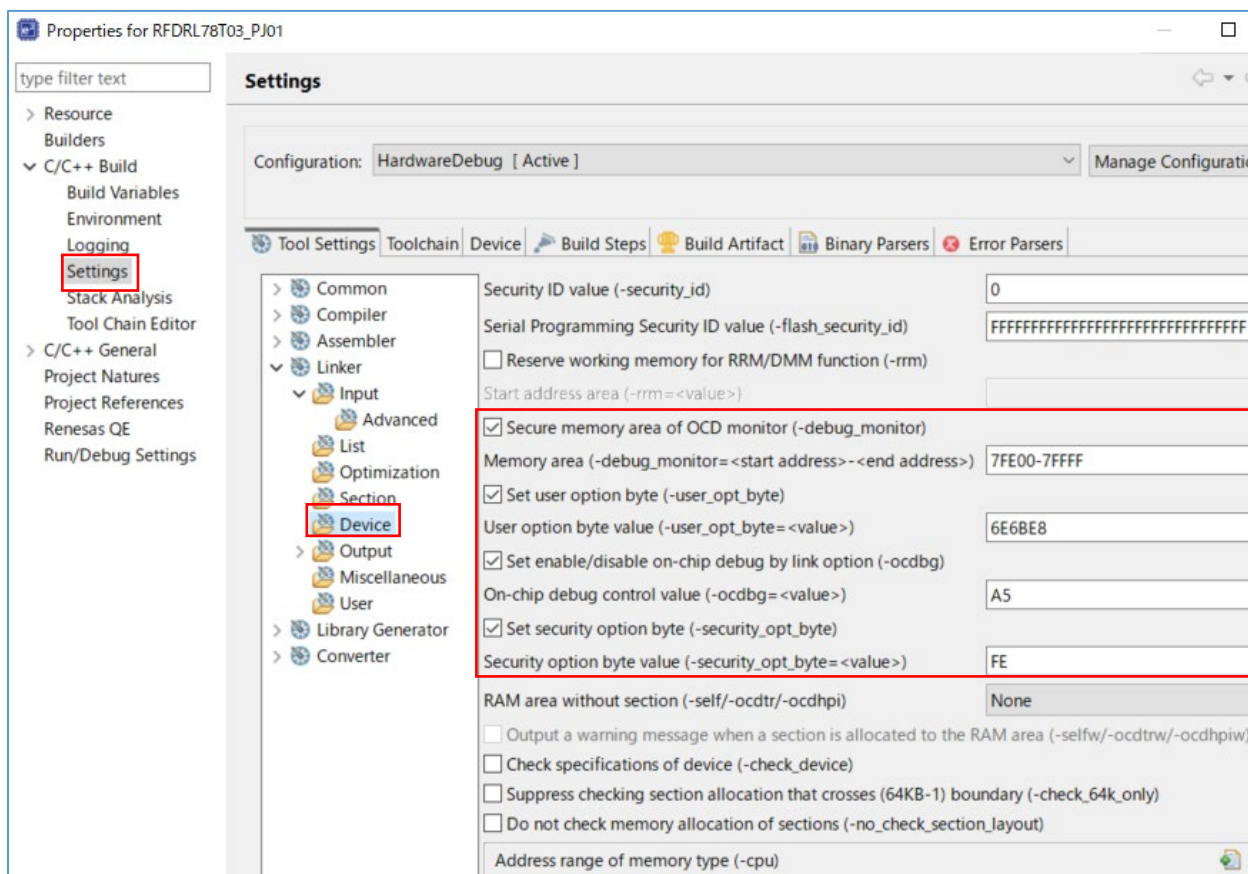 Properties for RFDRL78T03_PJ01
type filter text
Settings
Resource
Builders
C/C++ Build
Build Variables
Environment
Logging
Settings
Stack Analysis
Tool Chain Editor
C/C++ General
Project Natures
Project References
Renesas QE
Run/Debug Settings
Configuration: HardwareDebug [ Active ]
Tool Settings Toolchain Device Build Steps Build Artifact Binary Parsers Error Parsers
Common
Compiler
Assembler
Linker
Input
Advanced
List
Optimization
Section
Device
Output
Miscellaneous
User
Library Generator
Converter
Security ID value (-security_id) 0
Serial Programming Security ID value (-flash_security_id) FFFFFFFFFFFFFFFFFFFFFFFFFFFFFFFF
Reserve working memory for RRM/DMM function (-rrm)
Start address area (-rrm=<value>)
Secure memory area of OCD monitor (-debug_monitor)
Memory area (-debug_monitor=<start address>-<end address>) 7FE00-7FFFF
Set user option byte (-user_opt_byte)
User option byte value (-user_opt_byte=<value>) 6E6BE8
Set enable/disable on-chip debug by link option (-ocdbg)
On-chip debug control value (-ocdbg=<value>) A5
Set security option byte (-security_opt_byte)
Security option byte value (-security_opt_byte=<value>) FE
RAM area without section (-self/-ocdtr/-ocdhpi) None
Output a warning message when a section is allocated to the RAM area (-selfw/-ocdtrw/-ocdhpiw)
Check specifications of device (-check_device)
Suppress checking section allocation that crosses (64KB-1) boundary (-check_64k_only)
Do not check memory allocation of sections (-no_check_section_layout)
Address range of memory type (-cpu)
Manage